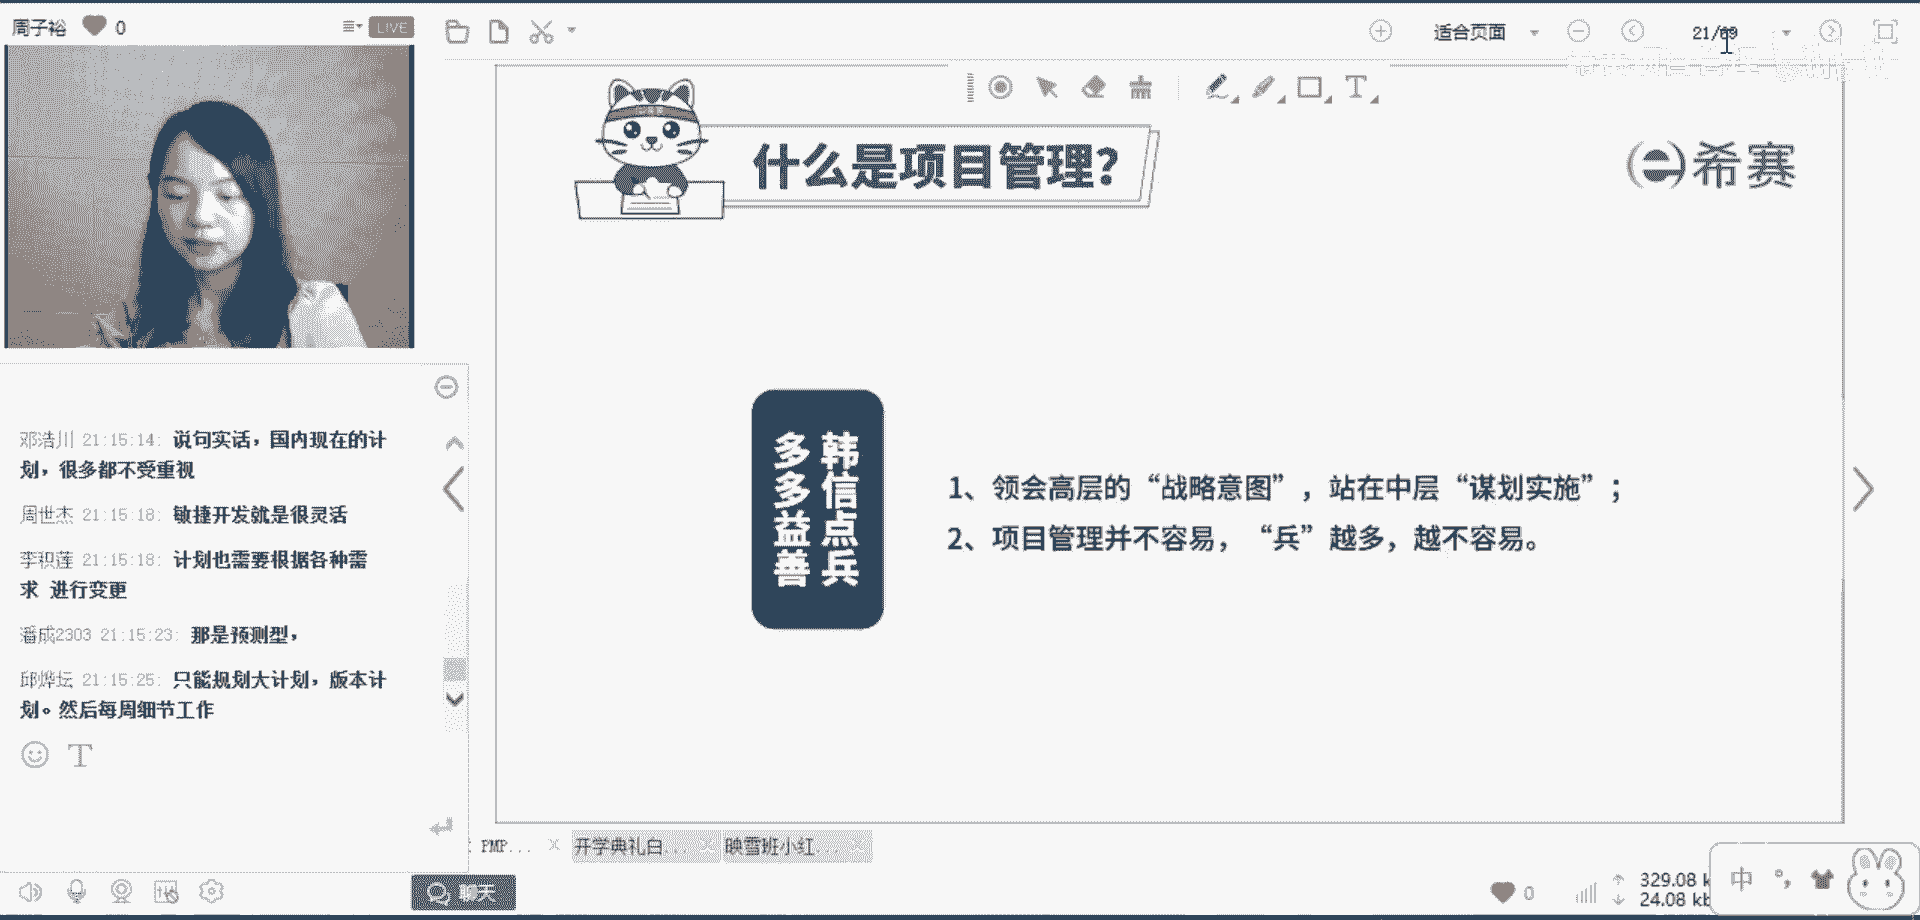 周子裕 0
LIVE
适合页面
什么是项目管理?
希赛
韩信点兵
多多益善
1、领会高层的“战略意图”，站在中层“谋划实施”；
2、项目管理并不容易，“兵”越多，越不容易。
邓浩川 21:15:14: 说句实话，国内现在的计
划，很多都不受重视
周世杰 21:15:18: 敏捷开发就是很灵活
李积莲 21:15:18: 计划也需要根据各种需
求 进行变更
潘成2303 21:15:23: 那是预测型，
邱烨坛 21:15:25: 只能规划大计划，版本计
划。然后每周细节工作
T
PMP...
开学典礼白...
映雪班小红...
聊天
0
329.08 k
24.08 kb
中